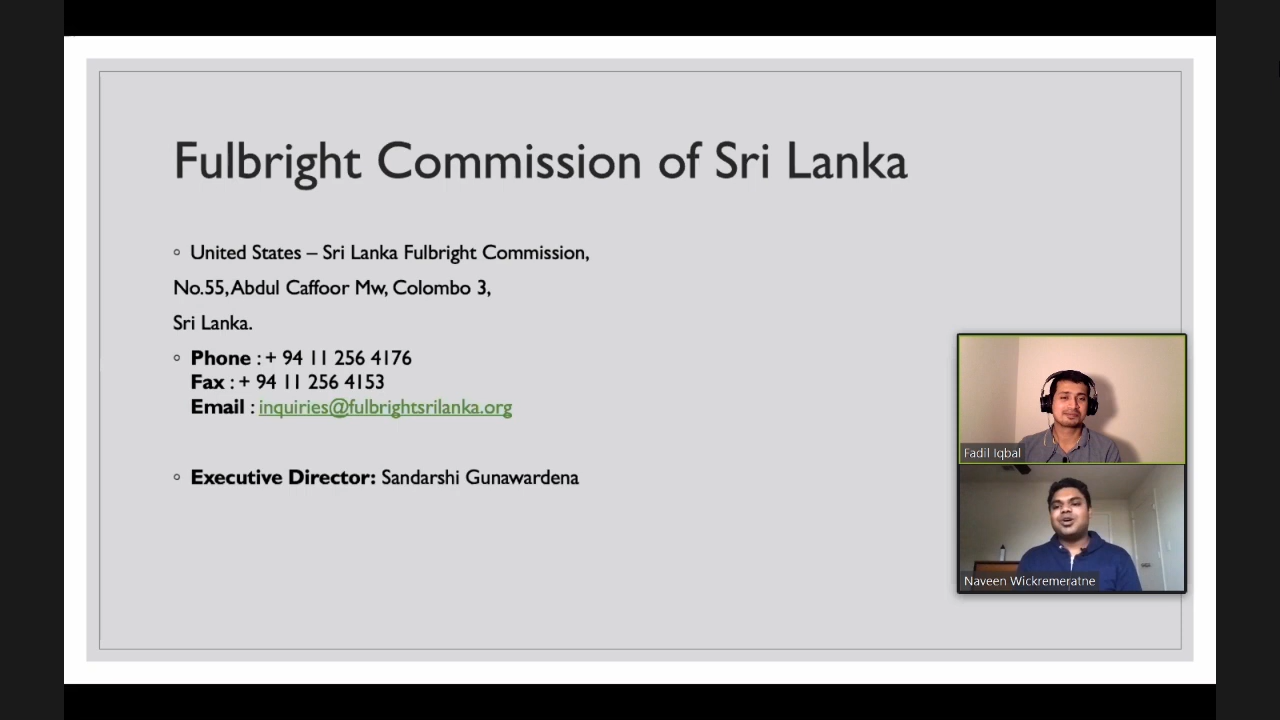 Fulbright Commission of Sri Lanka
◦ United States – Sri Lanka Fulbright Commission,
No.55, Abdul Caffoor Mw, Colombo 3,
Sri Lanka.
◦ Phone : + 94 11 256 4176
Fax : + 94 11 256 4153
Email : inquiries@fulbrightsrilanka.org
◦ Executive Director: Sandarshi Gunawardena
Fadil Iqbal
Naveen Wickremeratne